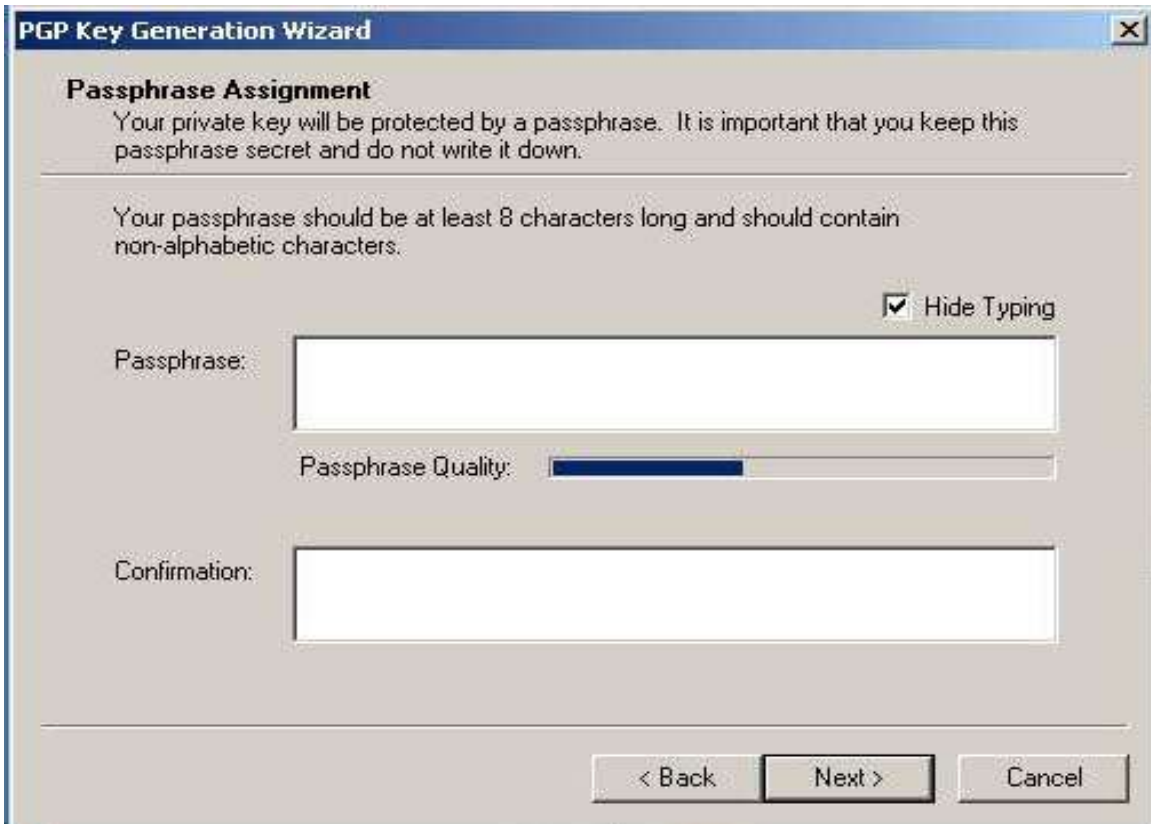 PGP Key Generation Wizard
Passphrase Assignment
Your private key will be protected by a passphrase.  It is important that you keep this
passphrase secret and do not write it down.
Your passphrase should be at least 8 characters long and should contain
non-alphabetic characters.
Hide Typing
Passphrase:
Passphrase Quality:
Confirmation:
< Back
Next >
Cancel